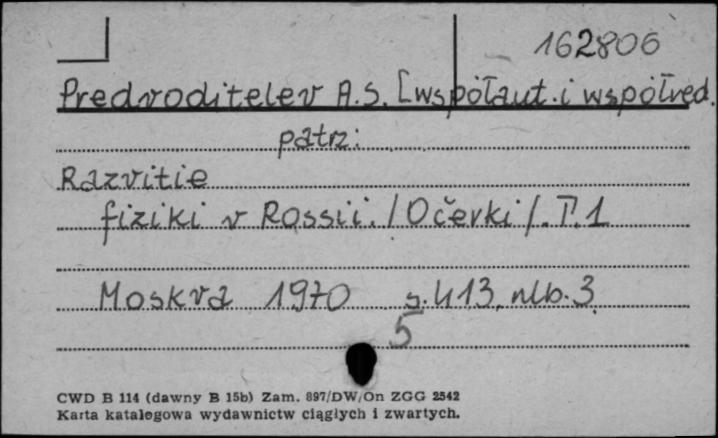 162806
Predvoditelev A.S. [współaut. i współred.
patrz:
Razvitie
fiziki v Rossii. /Očerki/. T.1
Moskva 1970 s. 413, nlb. 3
5
CWD B 114 (dawny B 15b) Zam. 897/DW/On ZGG 2542
Karta katalogowa wydawnictw ciągłych i zwartych.